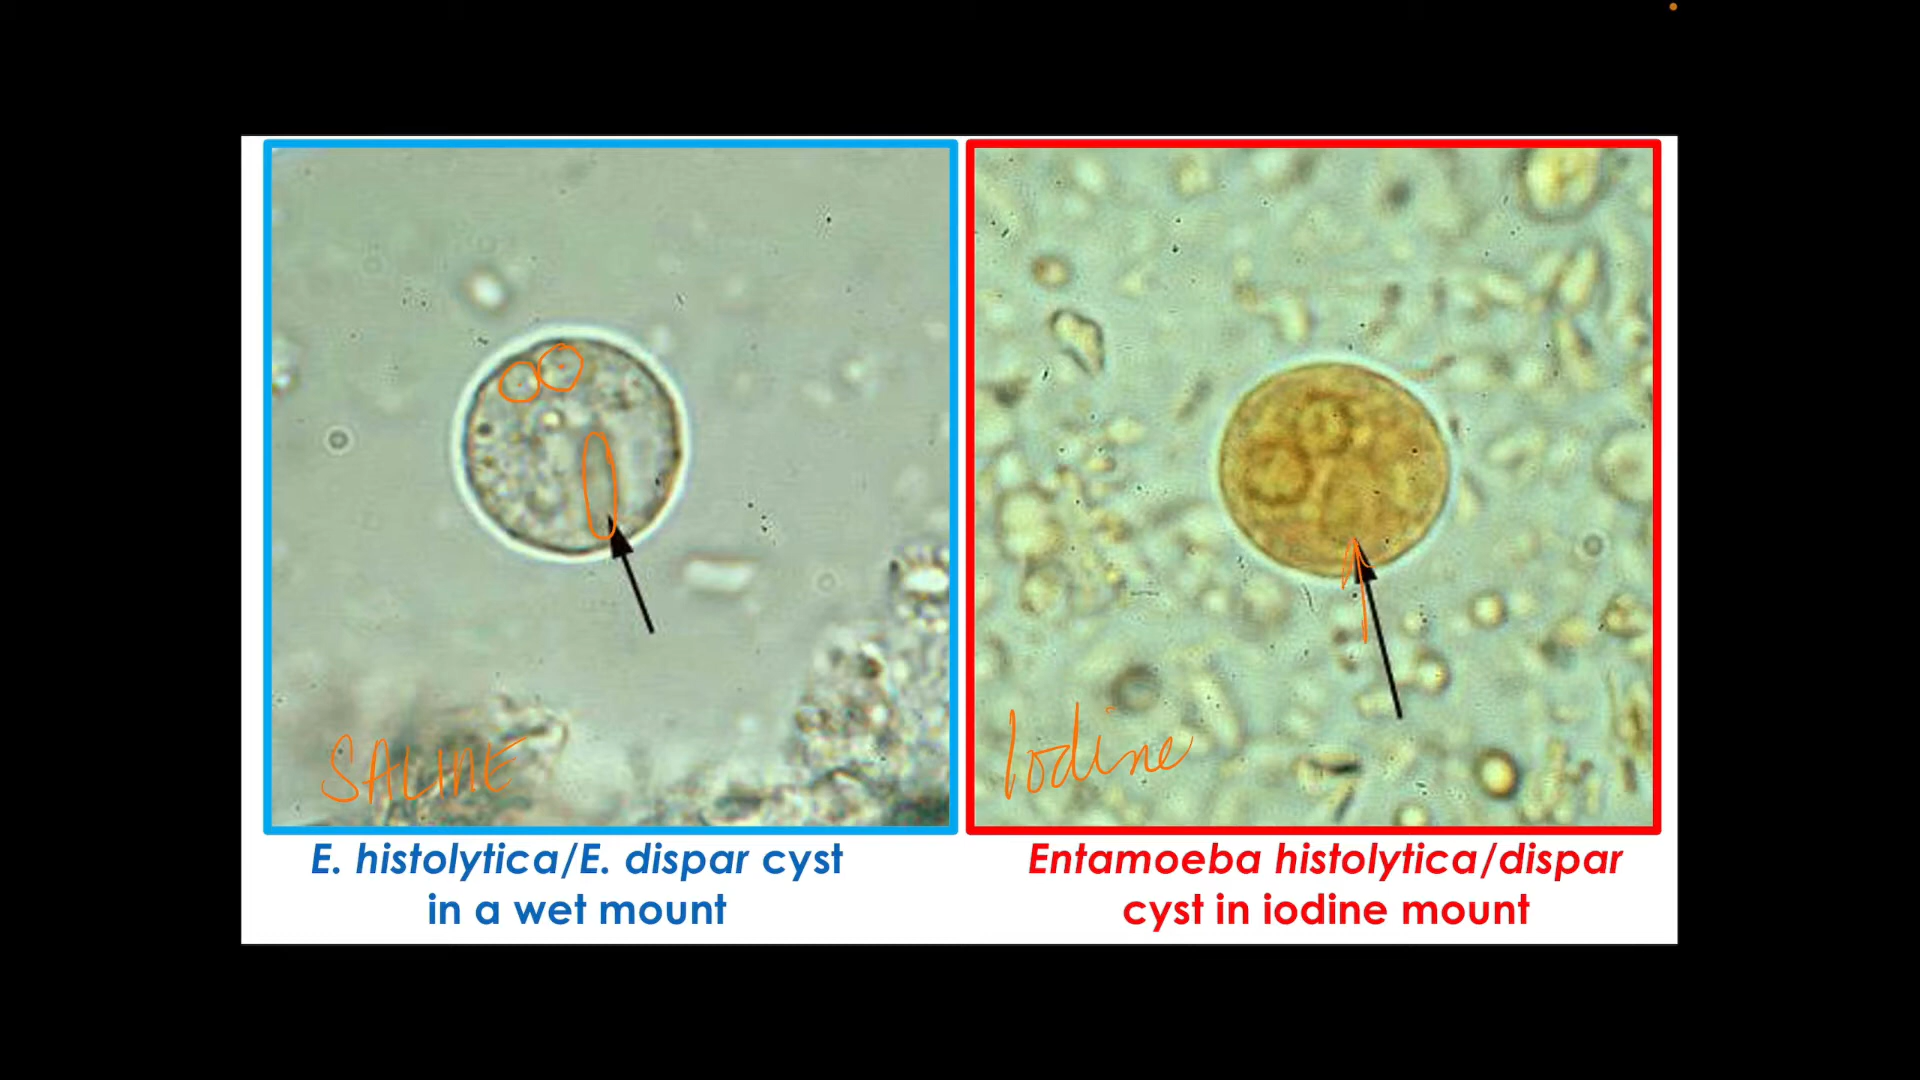 SALINE
Iodine
E. histolytica/E. dispar cyst
in a wet mount
Entamoeba histolytica/dispar
cyst in iodine mount